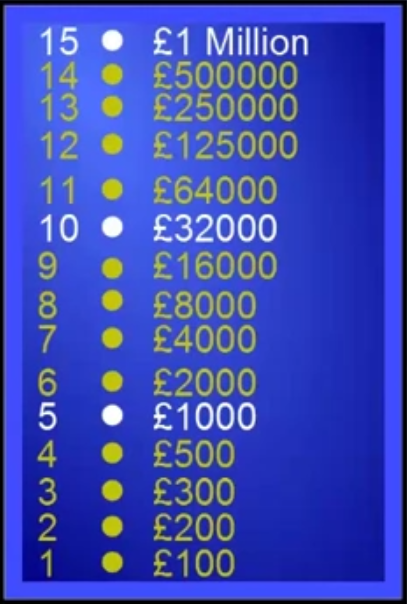 15 ● £1 Million
14 ● £500000
13 ● £250000
12 ● £125000
11 ● £64000
10 ● £32000
9 ● £16000
8 ● £8000
7 ● £4000
6 ● £2000
5 ● £1000
4 ● £500
3 ● £300
2 ● £200
1 ● £100